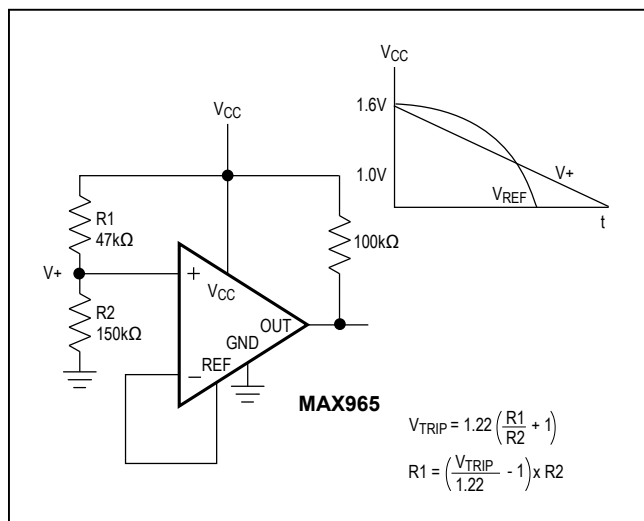 VCC
1.6V
1.0V
V+
VREF
t
VCC
R1
47kΩ
100kΩ
V+
+
VCC
R2
150kΩ
OUT
GND
REF
−
MAX965
VTRIP = 1.22 (R1/R2 + 1)
R1 = (VTRIP/1.22 - 1) x R2